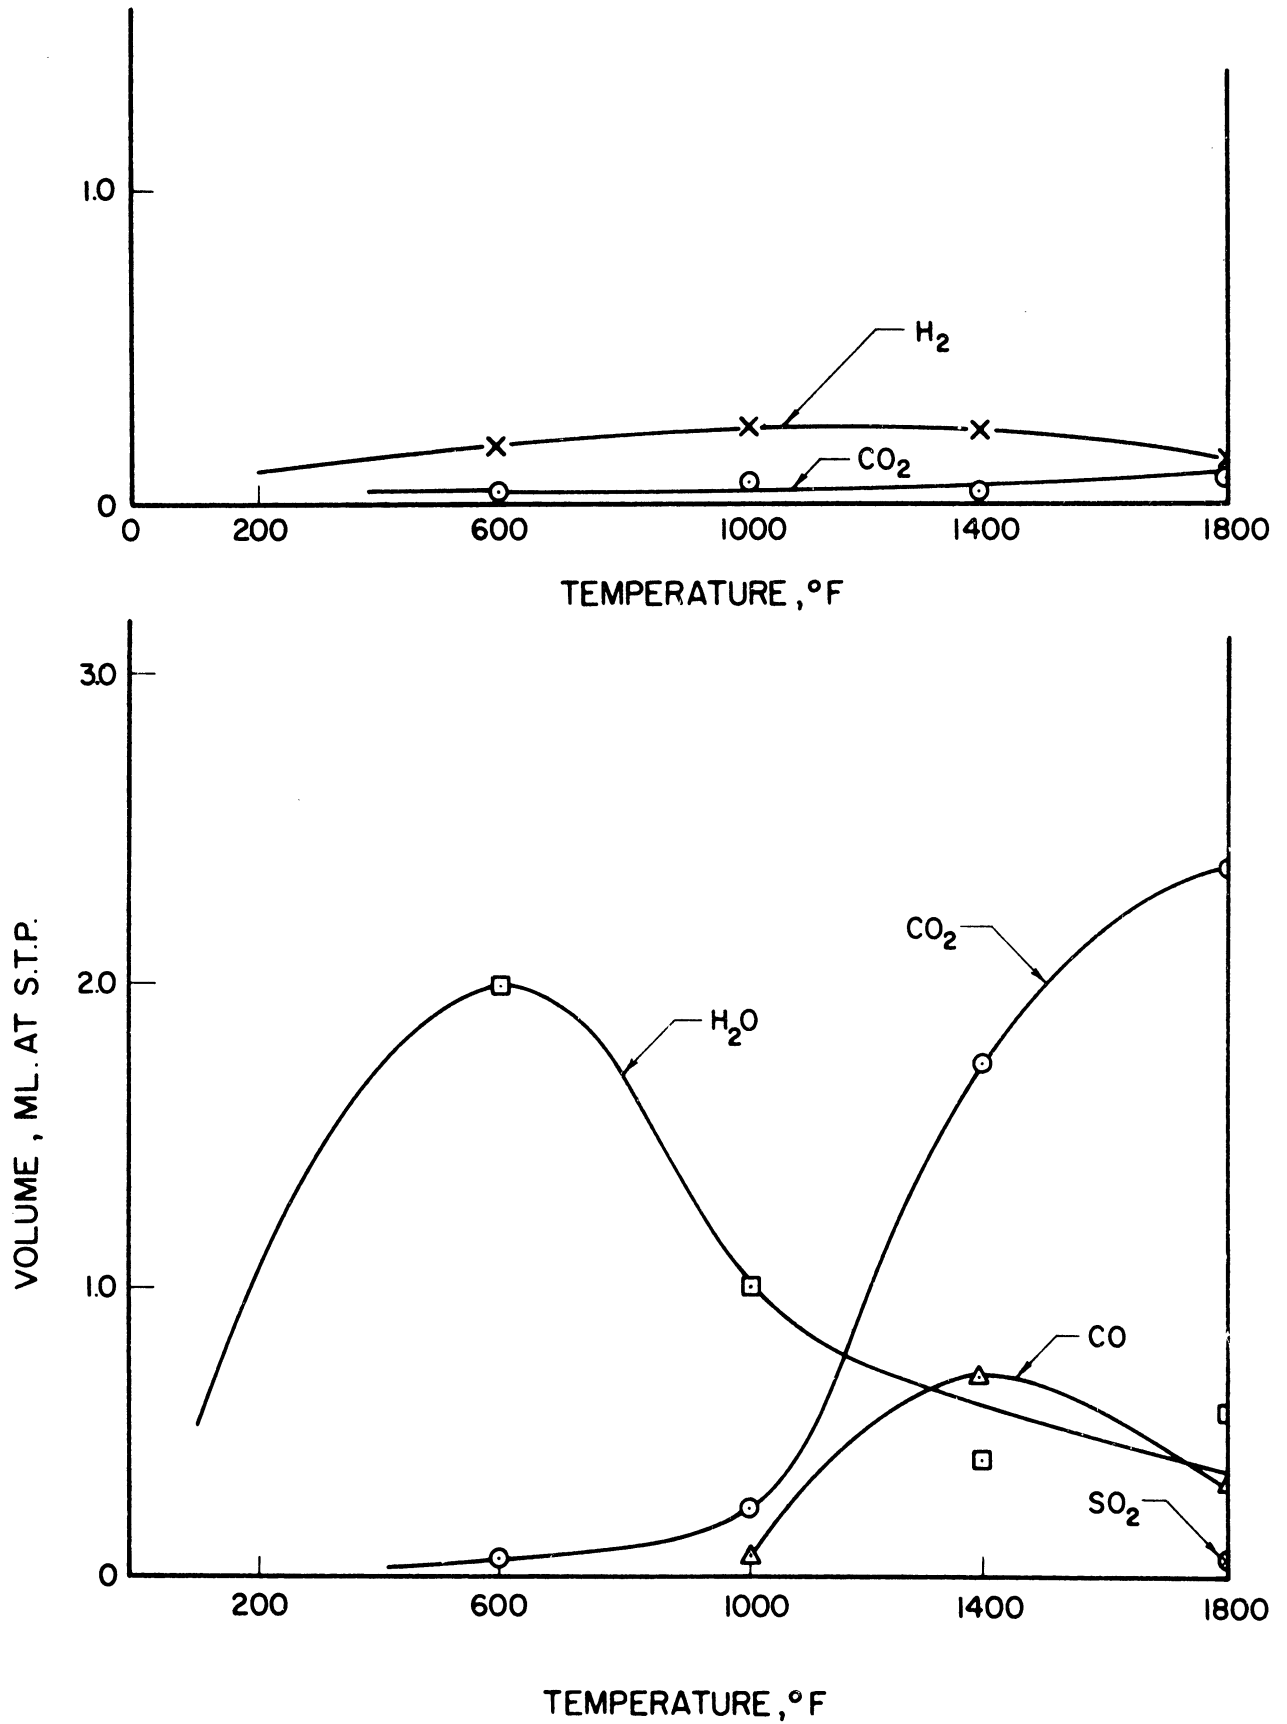 1.0
H2
CO2
0
0 200 600 1000 1400 1800
TEMPERATURE, °F
3.0
CO2
2.0
H2O
VOLUME, ML. AT S.T.P.
1.0
CO
SO2
0
200 600 1000 1400 1800
TEMPERATURE, °F